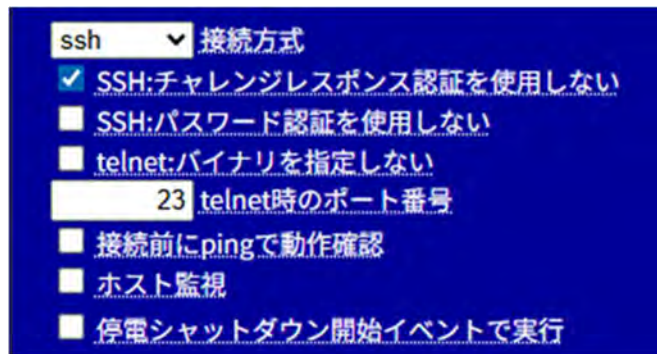 ssh 接続方式
SSH:チャレンジレスポンス認証を使用しない
SSH:パスワード認証を使用しない
telnet:バイナリを指定しない
23 telnet時のポート番号
接続前にpingで動作確認
ホスト監視
停電シャットダウン開始イベントで実行